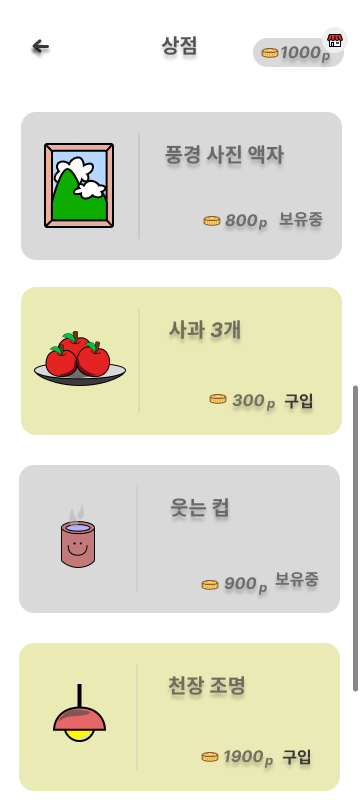 상점
1000p
풍경 사진 액자
800p 보유중
사과 3개
300p 구입
웃는 컵
900p 보유중
천장 조명
1900p 구입